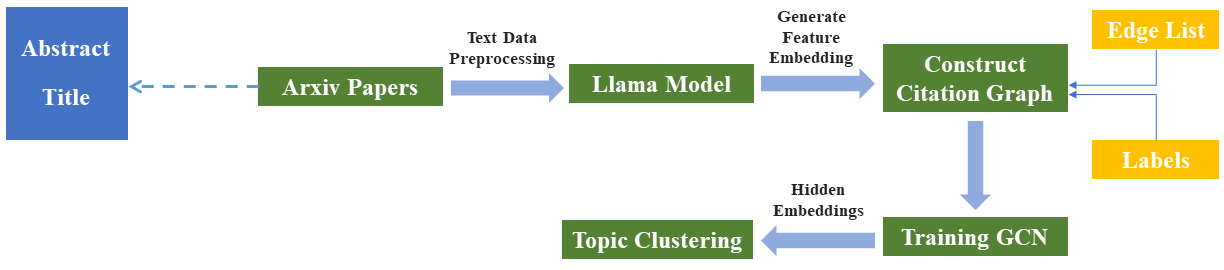 Abstract
Title
Arxiv Papers
Text Data
Preprocessing
Llama Model
Generate
Feature
Embedding
Construct
Citation Graph
Edge List
Labels
Training GCN
Hidden
Embeddings
Topic Clustering